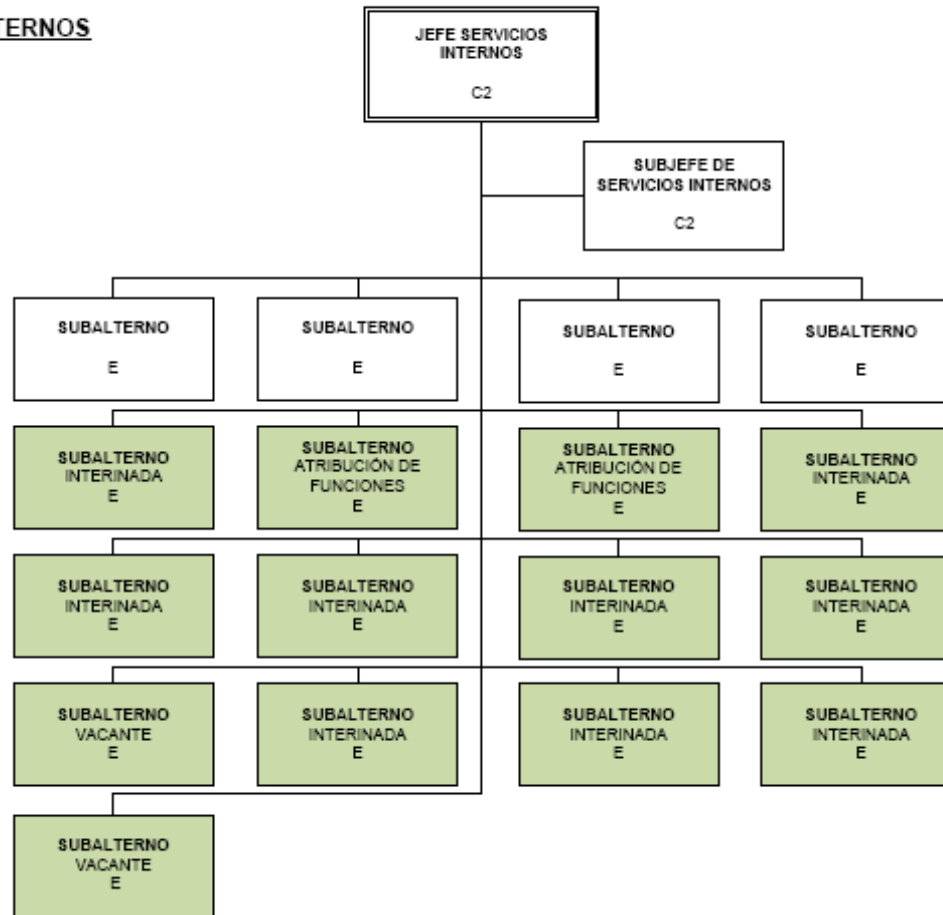 TERNOS
JEFE SERVICIOS
INTERNOS
C2
SUBJEFE DE
SERVICIOS INTERNOS
C2
SUBALTERNO
E
SUBALTERNO
E
SUBALTERNO
E
SUBALTERNO
E
SUBALTERNO
INTERINADA
E
SUBALTERNO
ATRIBUCIÓN DE
FUNCIONES
E
SUBALTERNO
ATRIBUCIÓN DE
FUNCIONES
E
SUBALTERNO
INTERINADA
E
SUBALTERNO
INTERINADA
E
SUBALTERNO
INTERINADA
E
SUBALTERNO
INTERINADA
E
SUBALTERNO
INTERINADA
E
SUBALTERNO
VACANTE
E
SUBALTERNO
INTERINADA
E
SUBALTERNO
INTERINADA
E
SUBALTERNO
INTERINADA
E
SUBALTERNO
VACANTE
E